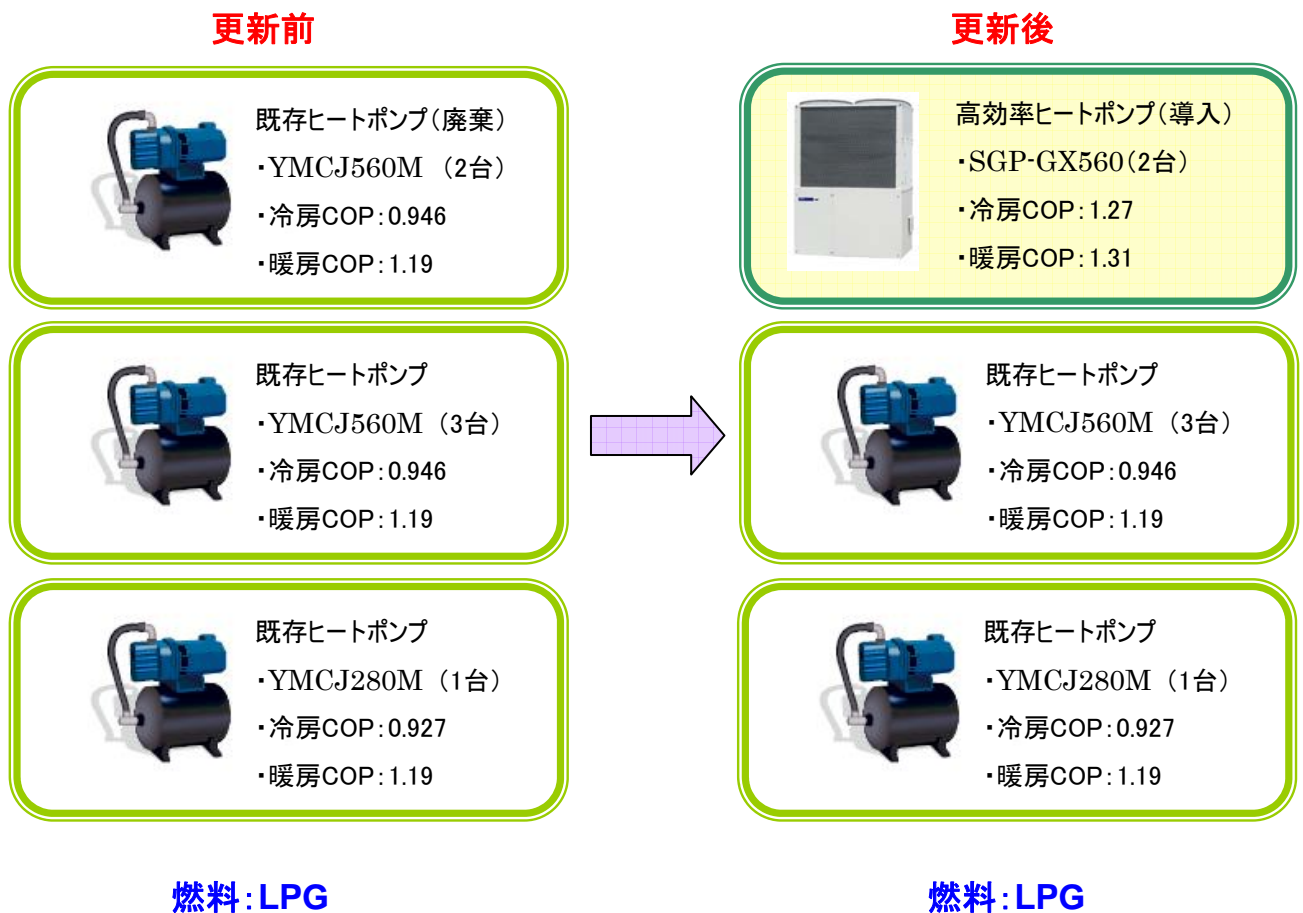 更新前
既存ヒートポンプ(廃棄)
・YMCJ560M (2台)
・冷房COP:0.946
・暖房COP:1.19
既存ヒートポンプ
・YMCJ560M (3台)
・冷房COP:0.946
・暖房COP:1.19
既存ヒートポンプ
・YMCJ280M (1台)
・冷房COP:0.927
・暖房COP:1.19
燃料:LPG
更新後
高効率ヒートポンプ(導入)
・SGP-GX560(2台)
・冷房COP:1.27
・暖房COP:1.31
既存ヒートポンプ
・YMCJ560M (3台)
・冷房COP:0.946
・暖房COP:1.19
既存ヒートポンプ
・YMCJ280M (1台)
・冷房COP:0.927
・暖房COP:1.19
燃料:LPG